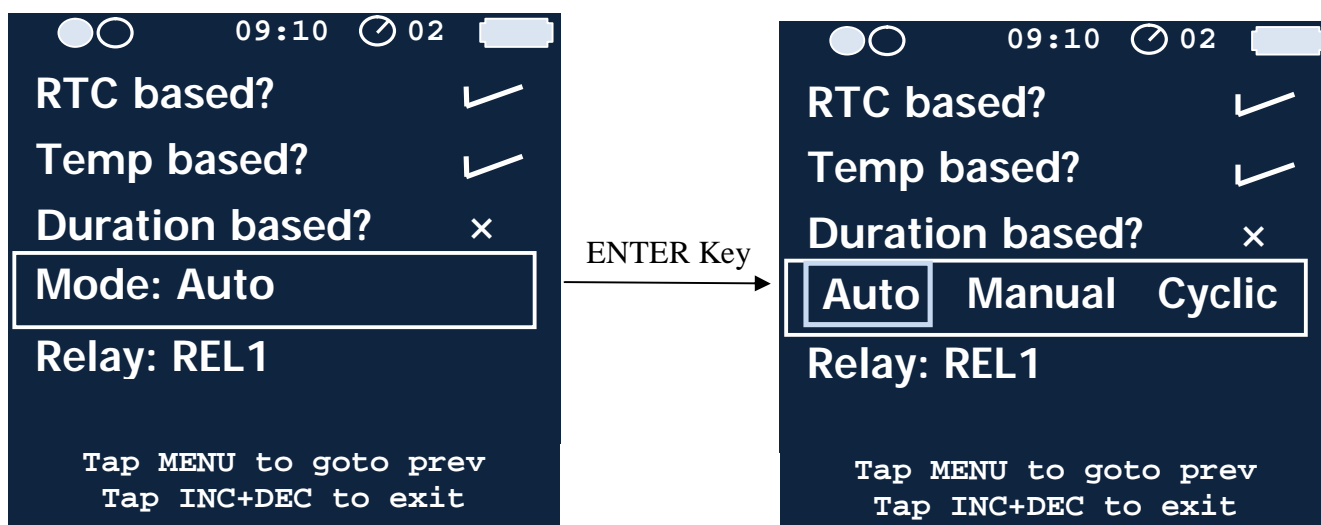 09:10 02
RTC based?
Temp based?
Duration based? ×
Mode: Auto
Relay: REL1
Tap MENU to goto prev
Tap INC+DEC to exit
ENTER Key
09:10 02
RTC based?
Temp based?
Duration based? ×
Auto Manual Cyclic
Relay: REL1
Tap MENU to goto prev
Tap INC+DEC to exit